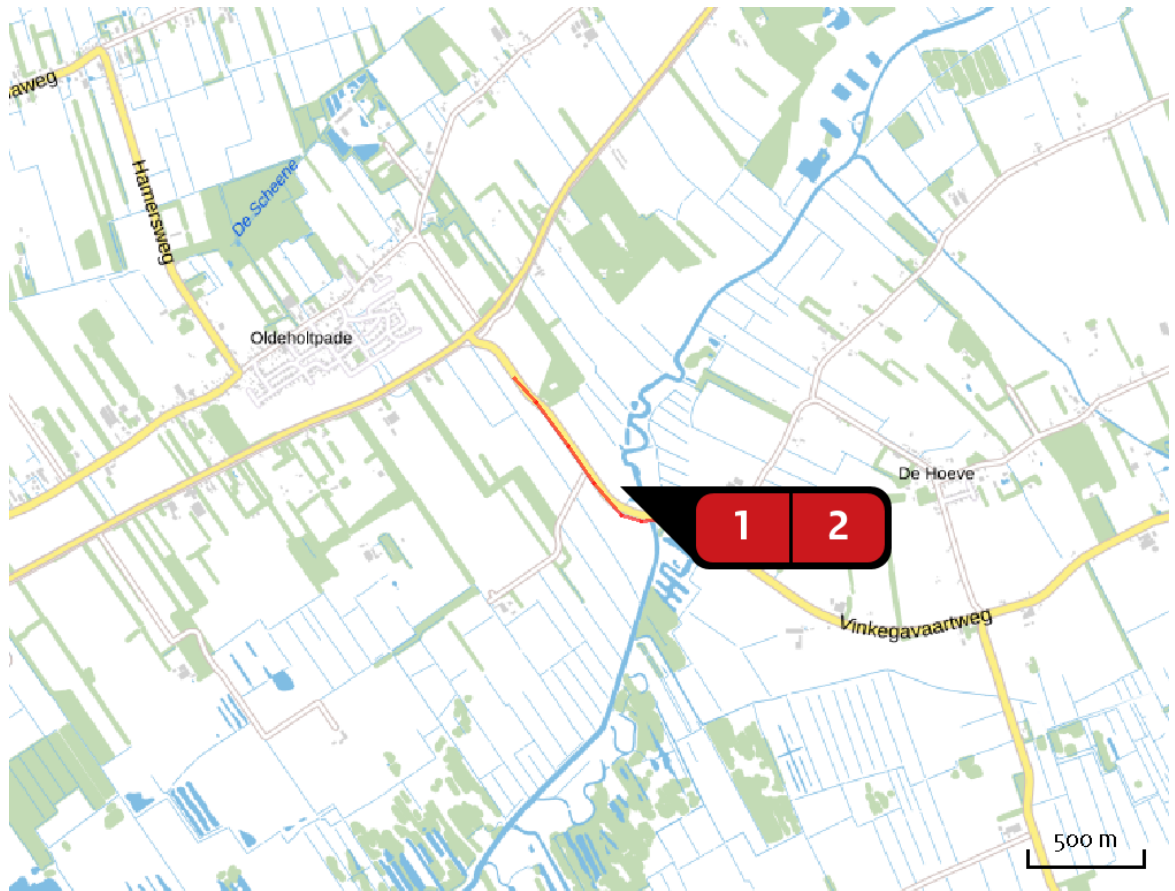 aweg
Hamersweg
De Scheene
Oldeholtpade
De Hoeve
1 2
Vinkegavaartweg
500 m